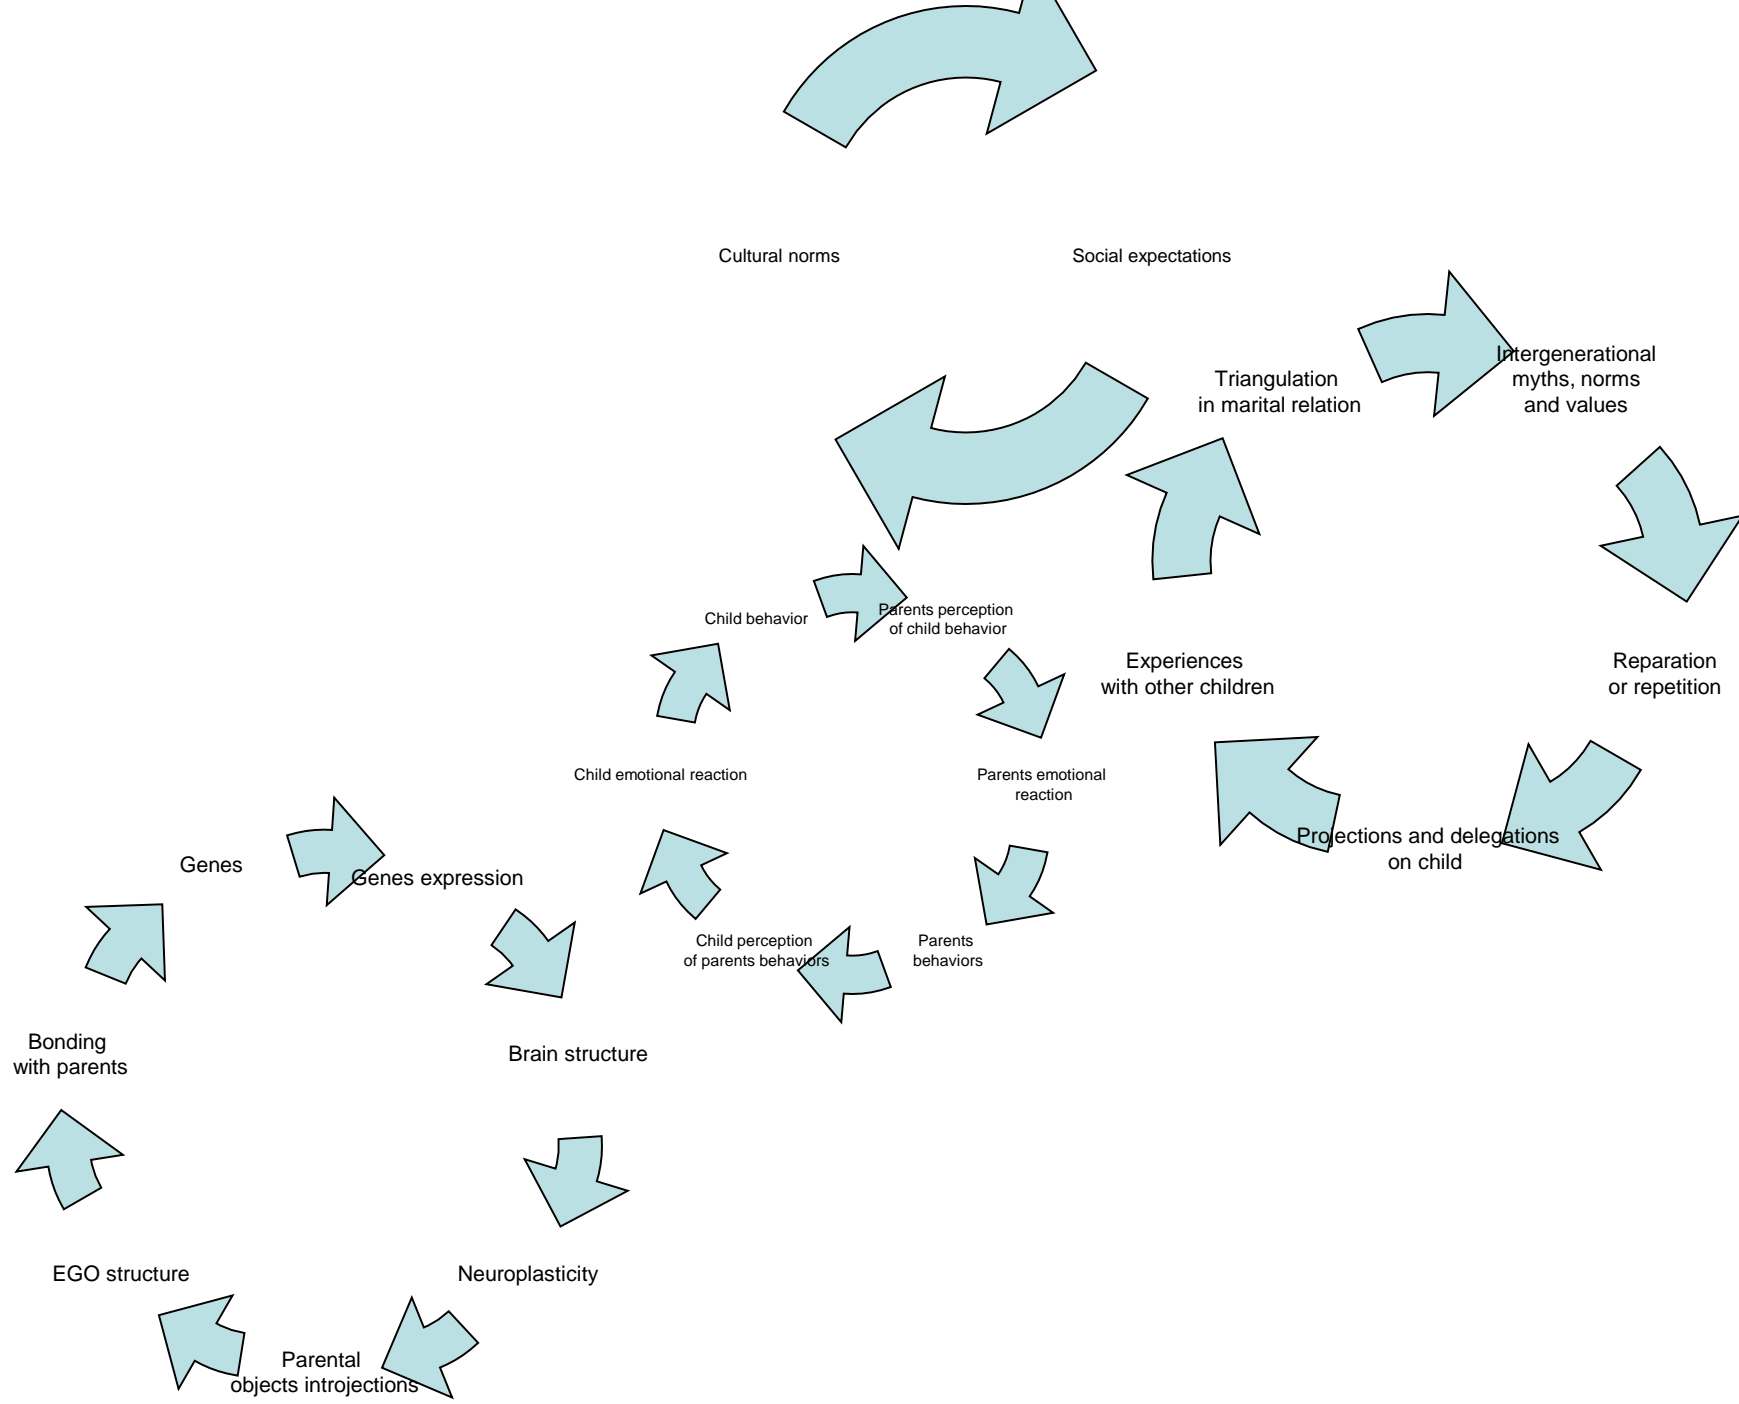 Cultural norms
Social expectations
Triangulation
in marital relation
Intergenerational
myths, norms
and values
Child behavior
Parents perception
of child behavior
Experiences
with other children
Reparation
or repetition
Child emotional reaction
Parents emotional
reaction
Projections and delegations
on child
Genes
Genes expression
Child perception
of parents behaviors
Parents
behaviors
Bonding
with parents
Brain structure
EGO structure
Neuroplasticity
Parental
objects introjections